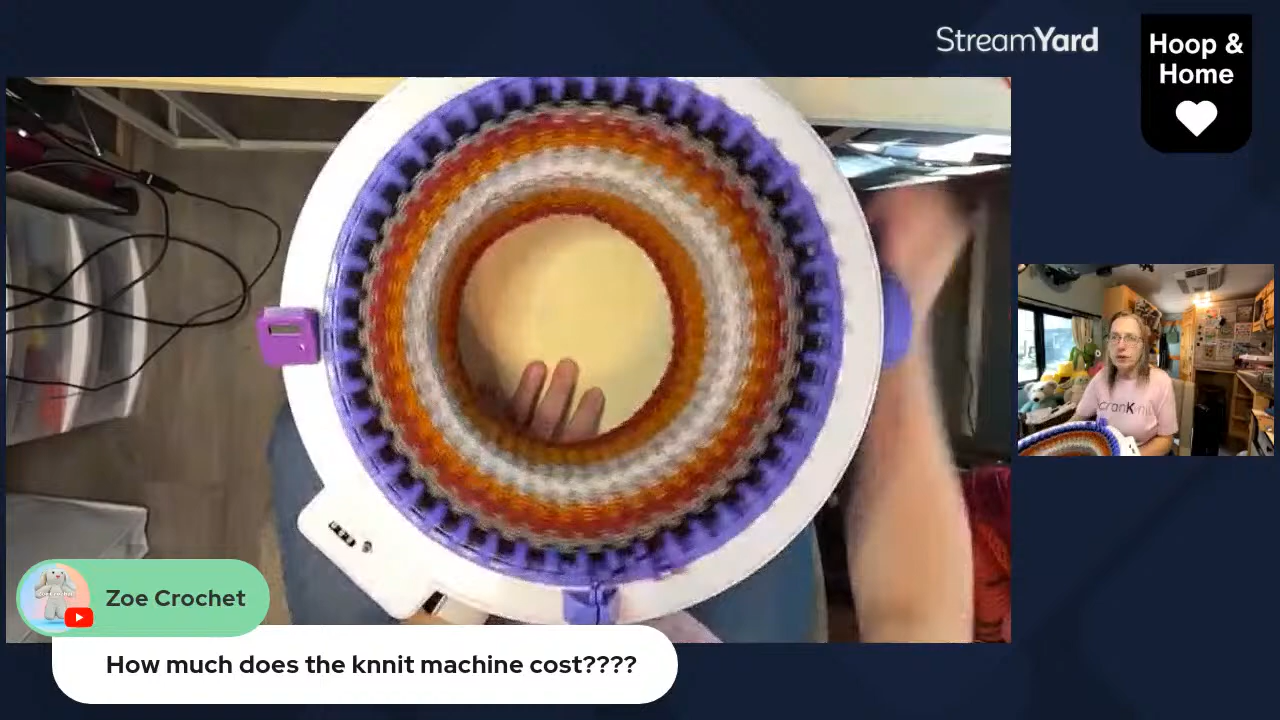 StreamYard
Hoop &
Home
Zoe Crochet
How much does the knnit machine cost????